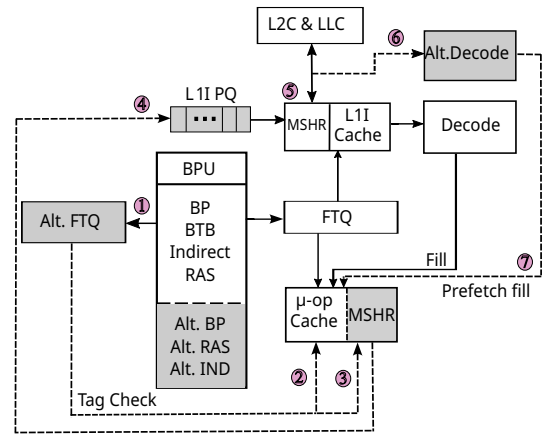 L2C & LLC
6
Alt.Decode
4
L1I PQ
5
...
MSHR
L1I
Cache
Decode
BPU
1
Alt. FTQ
BP
BTB
Indirect
RAS
FTQ
Fill
7
Prefetch fill
μ-op
Cache
MSHR
Alt. BP
Alt. RAS
Alt. IND
2
3
Tag Check